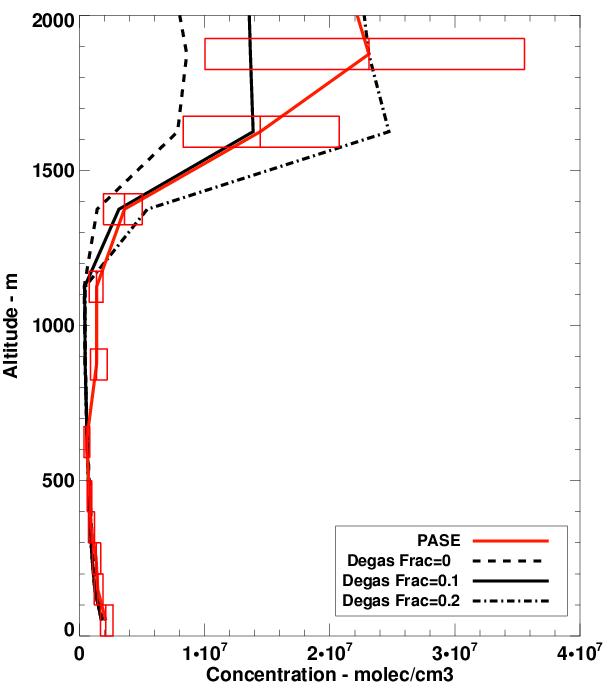 2000
1500
1000
500
0
Altitude - m
0
1•10⁷
2•10⁷
3•10⁷
4•10⁷
Concentration - molec/cm3
PASE
Degas Frac=0
Degas Frac=0.1
Degas Frac=0.2